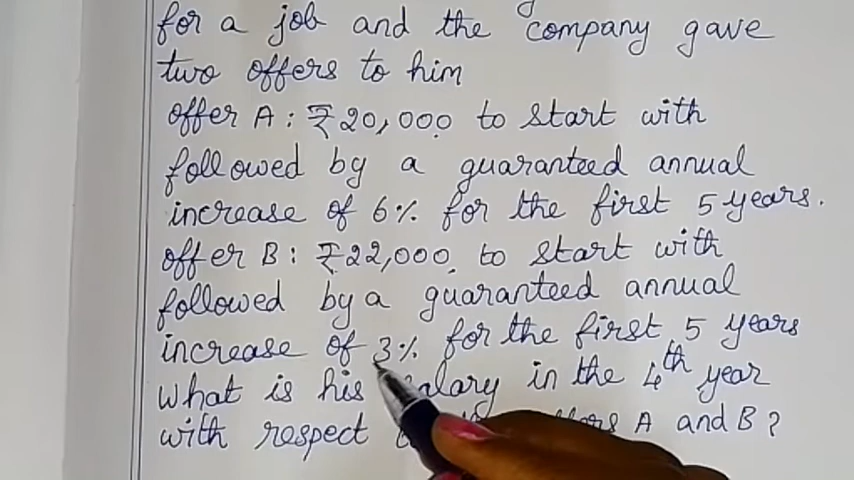 for a job and the company gave
two offers to him
offer A : ₹20,000 to start with
followed by a guaranteed annual
increase of 6% for the first 5 years.
offer B : ₹22,000 to start with
followed by a guaranteed annual
increase of 3% for the first 5 years
What is his salary in the 4th year
with respect A and B ?